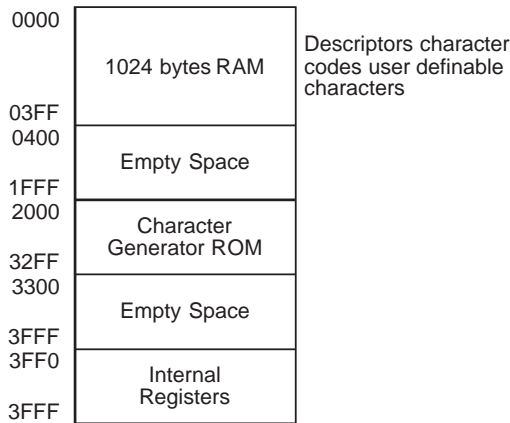 0000
1024 bytes RAM
Descriptors character
codes user definable
characters
03FF
0400
Empty Space
1FFF
2000
Character
Generator ROM
32FF
3300
Empty Space
3FFF
3FF0
Internal
Registers
3FFF